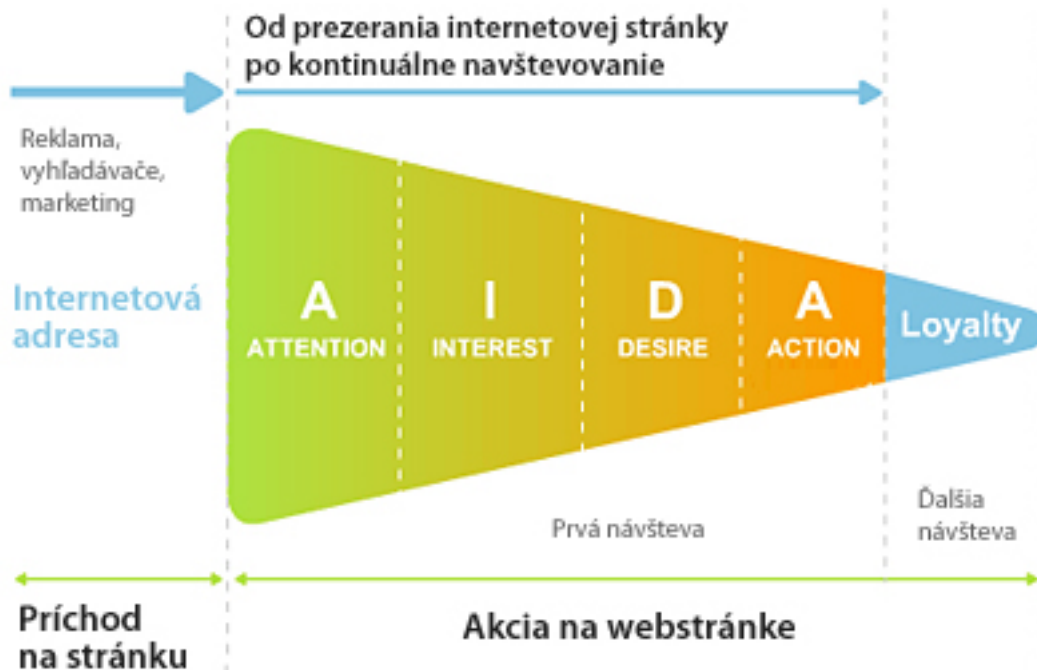 Od prezerania internetovej stránky
po kontinuálne navštevovanie
Reklama,
vyhľadávače,
marketing
Internetová
adresa
A
ATTENTION
I
INTEREST
D
DESIRE
A
ACTION
Loyalty
Prvá návšteva
Ďalšia
návšteva
Príchod
na stránku
Akcia na webstránke